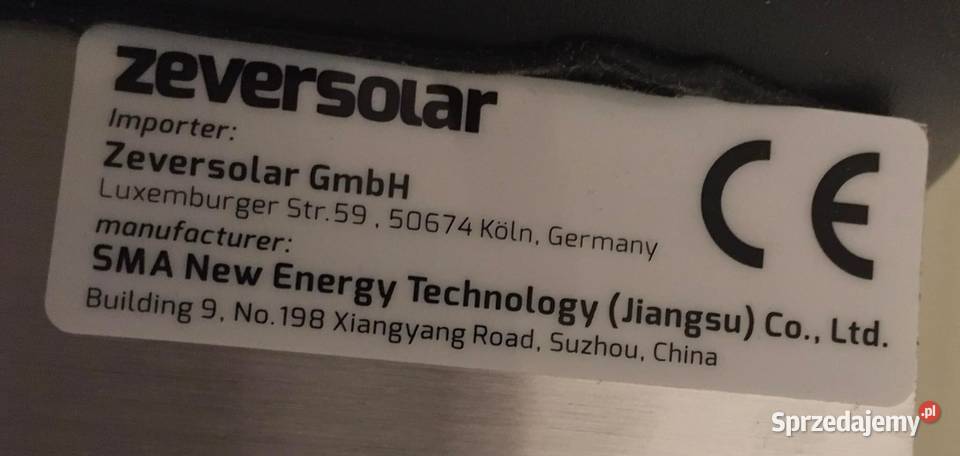 zeversolar
Importer:
Zeversolar GmbH
Luxemburger Str.59 , 50674 Köln, Germany
manufacturer:
SMA New Energy Technology (Jiangsu) Co., Ltd.
Building 9, No.198 Xiangyang Road, Suzhou, China
CE
Sprzedajemy.pl